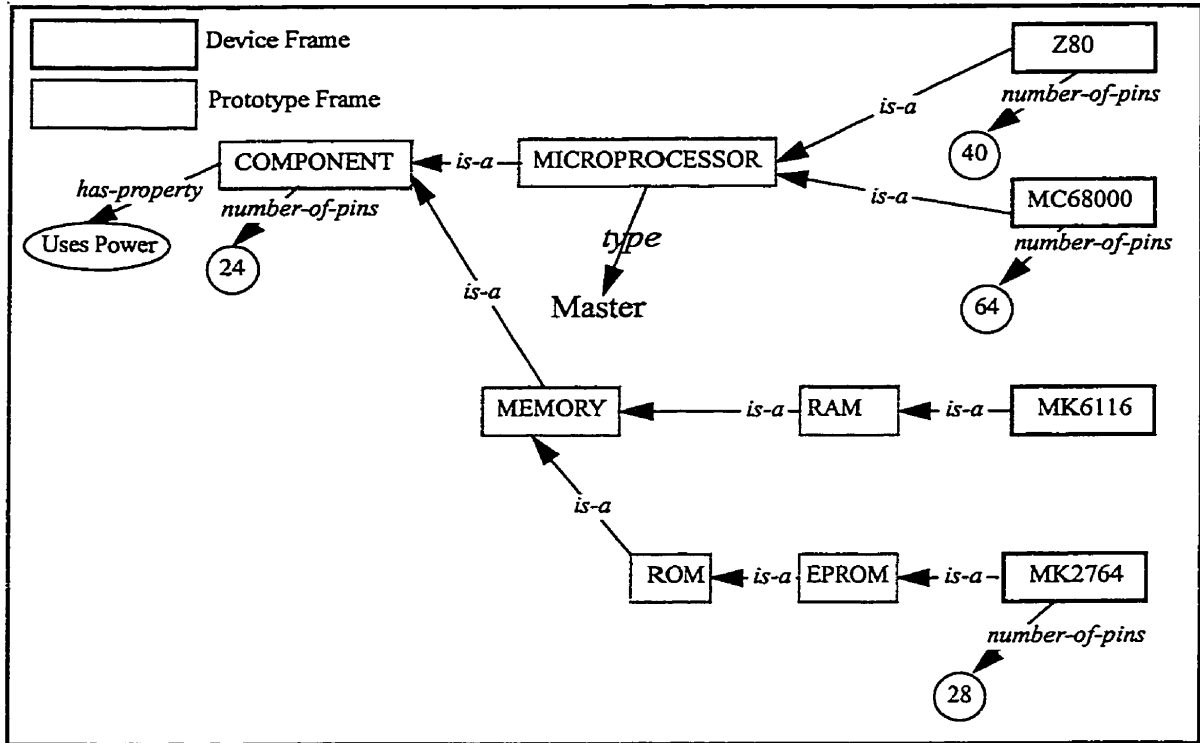 Device Frame
Prototype Frame
Z80
number-of-pins
is-a
40
COMPONENT
is-a
MICROPROCESSOR
has-property
number-of-pins
Uses Power
24
type
Master
is-a
MC68000
number-of-pins
64
is-a
MEMORY
is-a
RAM
is-a
MK6116
is-a
ROM
is-a
EPROM
is-a
MK2764
number-of-pins
28